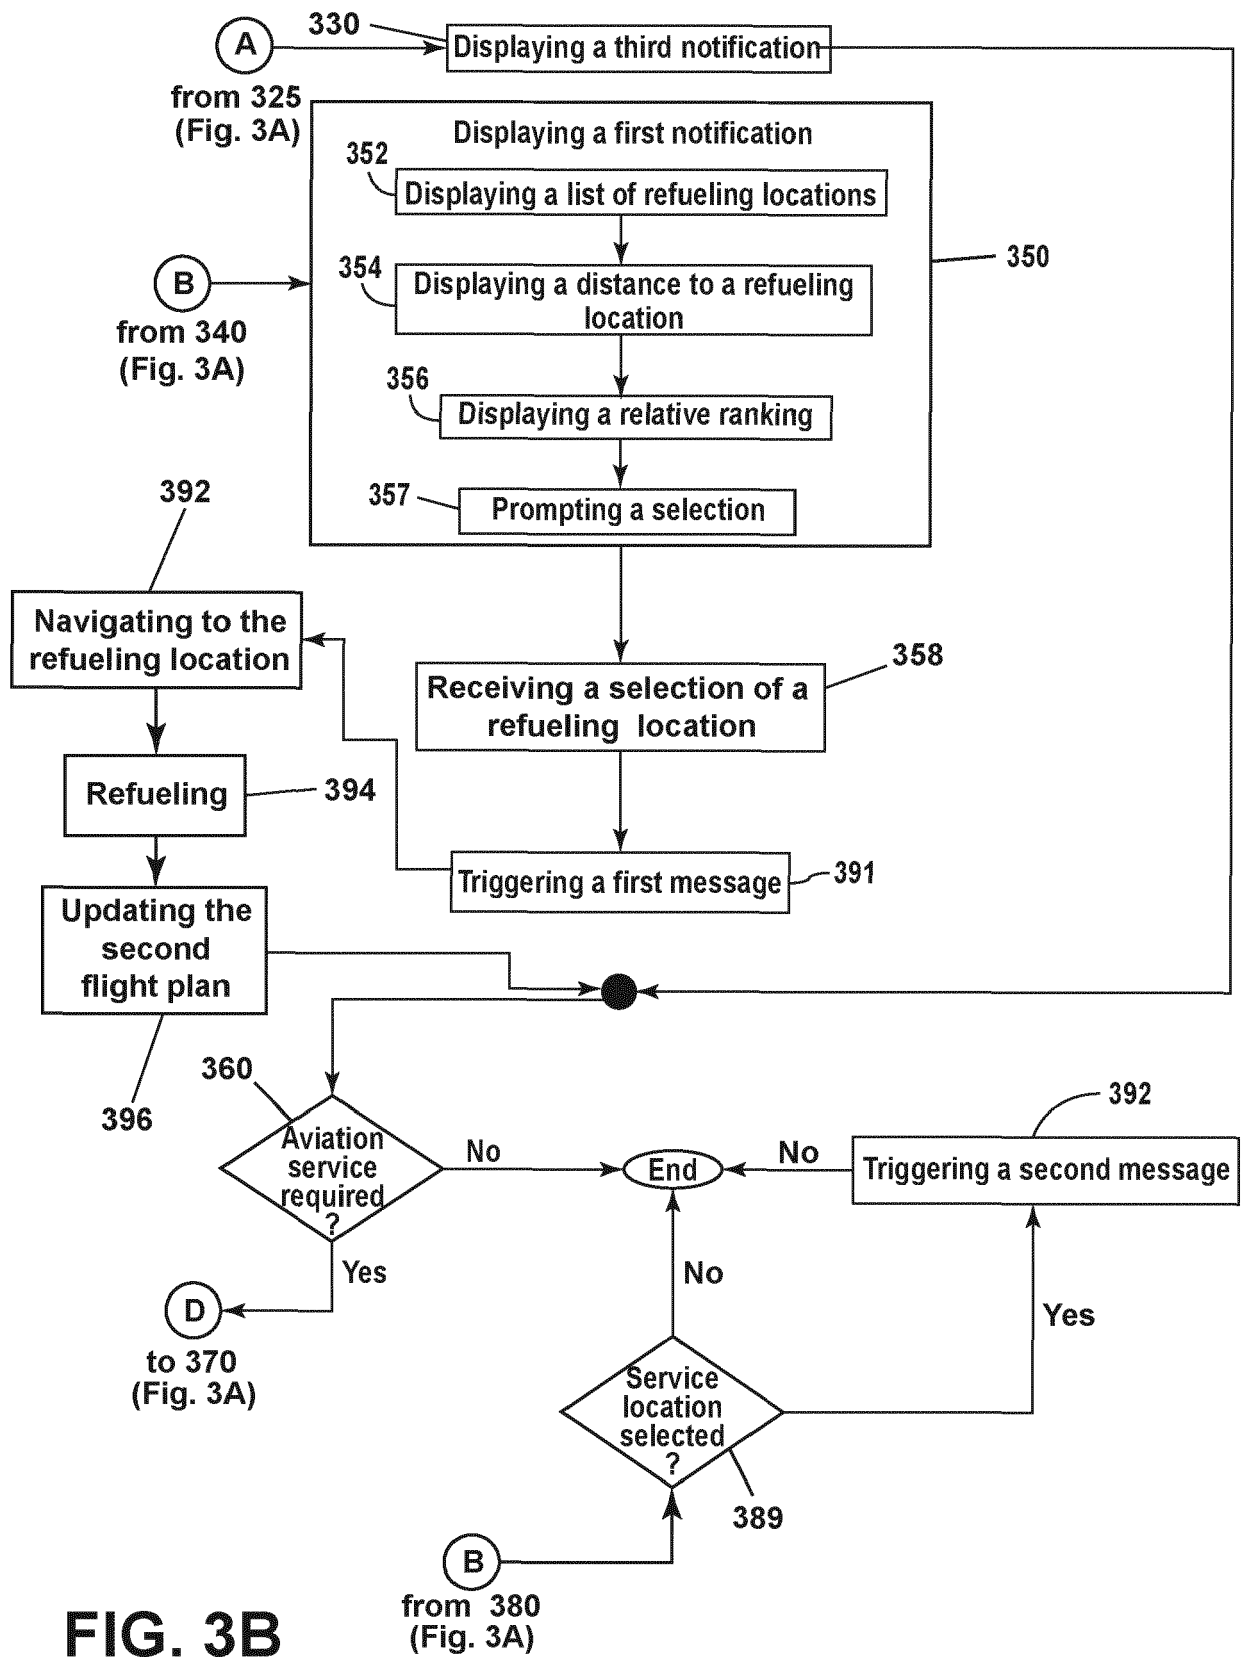 A
330
Displaying a third notification
from 325
(Fig. 3A)
Displaying a first notification
352
Displaying a list of refueling locations
350
B
354
Displaying a distance to a refueling
location
from 340
(Fig. 3A)
356
Displaying a relative ranking
357
Prompting a selection
392
Navigating to the
refueling location
358
Receiving a selection of a
refueling location
Refueling
394
Triggering a first message
391
Updating the
second
flight plan
396
360
Aviation
service
required
?
No
End
No
392
Triggering a second message
Yes
D
to 370
(Fig. 3A)
No
Yes
Service
location
selected
?
389
B
from 380
(Fig. 3A)
FIG. 3B